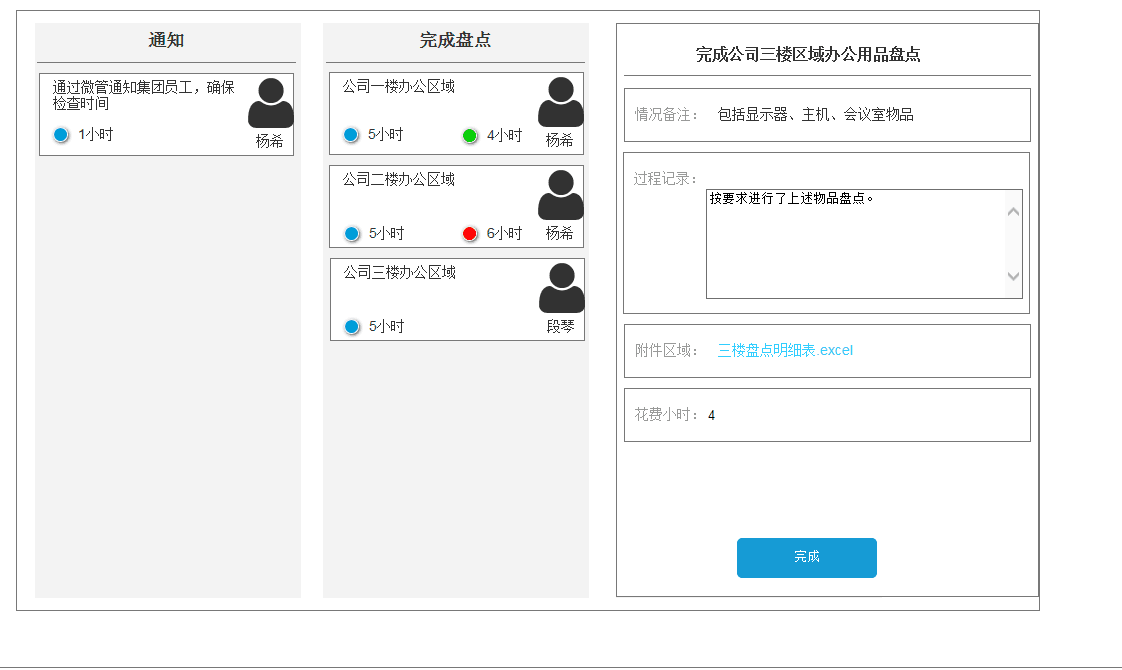 通知
通过微管通知集团员工，确保
检查时间
1小时
杨希
完成盘点
公司一楼办公区域
5小时
4小时
杨希
公司二楼办公区域
5小时
6小时
杨希
公司三楼办公区域
5小时
段琴
完成公司三楼区域办公用品盘点
情况备注： 包括显示器、主机、会议室物品
过程记录：
按要求进行了上述物品盘点。
附件区域： 三楼盘点明细表.excel
花费小时： 4
完成